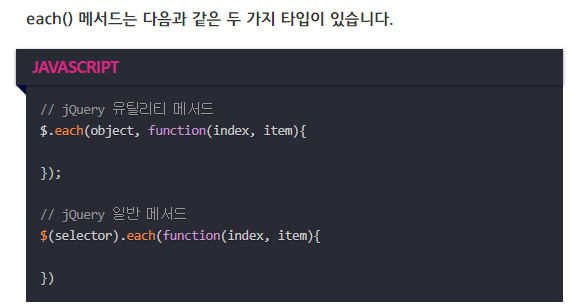 each() 메서드는 다음과 같은 두 가지 타입이 있습니다.
JAVASCRIPT
// jQuery 유틸리티 메서드
$.each(object, function(index, item){
});
// jQuery 일반 메서드
$(selector).each(function(index, item){
})